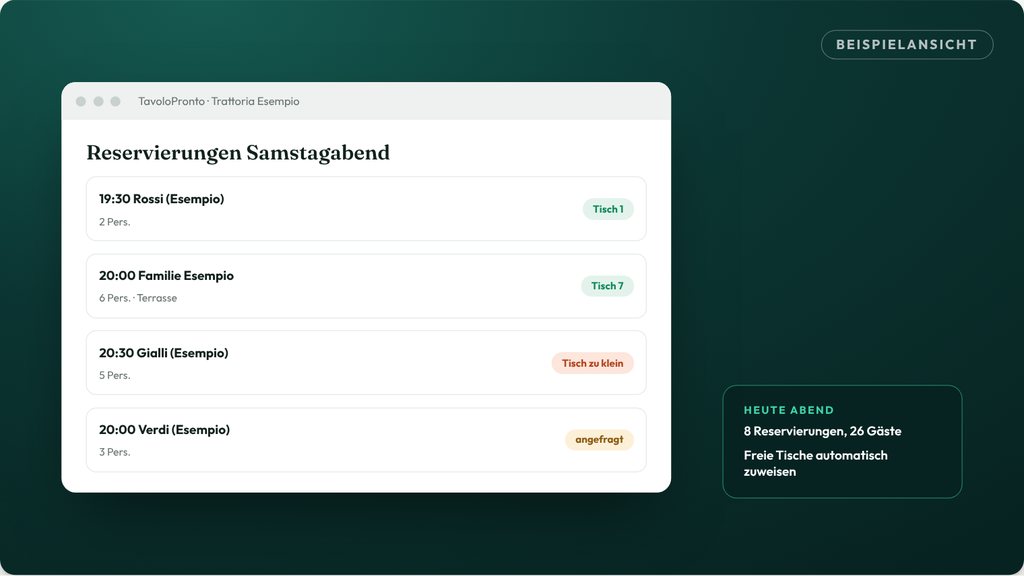 BEISPIELANSICHT
TavoloPronto · Trattoria Esempio
Reservierungen Samstagabend
19:30 Rossi (Esempio)
2 Pers.
Tisch 1
20:00 Familie Esempio
6 Pers. · Terrasse
Tisch 7
20:30 Gialli (Esempio)
5 Pers.
Tisch zu klein
20:00 Verdi (Esempio)
3 Pers.
angefragt
HEUTE ABEND
8 Reservierungen, 26 Gäste
Freie Tische automatisch
zuweisen